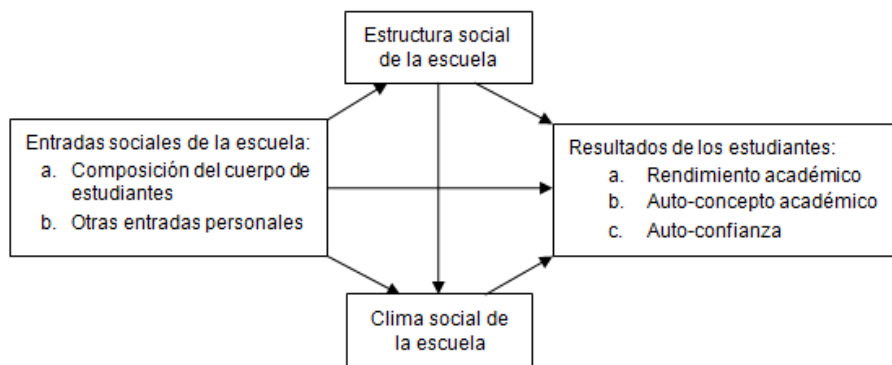 Estructura social
de la escuela
Entradas sociales de la escuela:
a. Composición del cuerpo de
estudiantes
b. Otras entradas personales
Resultados de los estudiantes:
a. Rendimiento académico
b. Auto-concepto académico
c. Auto-confianza
Clima social de
la escuela